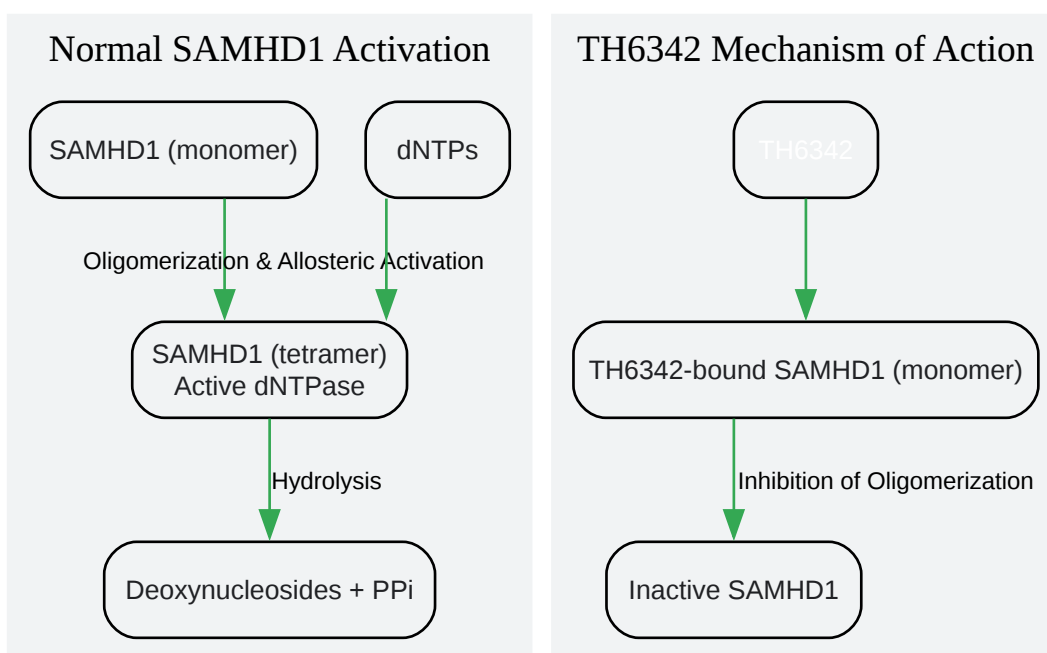 Normal SAMHD1 Activation
SAMHD1 (monomer)
dNTPs
Oligomerization & Allosteric Activation
SAMHD1 (tetramer)
Active dNTPase
Hydrolysis
Deoxynucleosides + PPi
TH6342 Mechanism of Action
TH6342
TH6342-bound SAMHD1 (monomer)
Inhibition of Oligomerization
Inactive SAMHD1